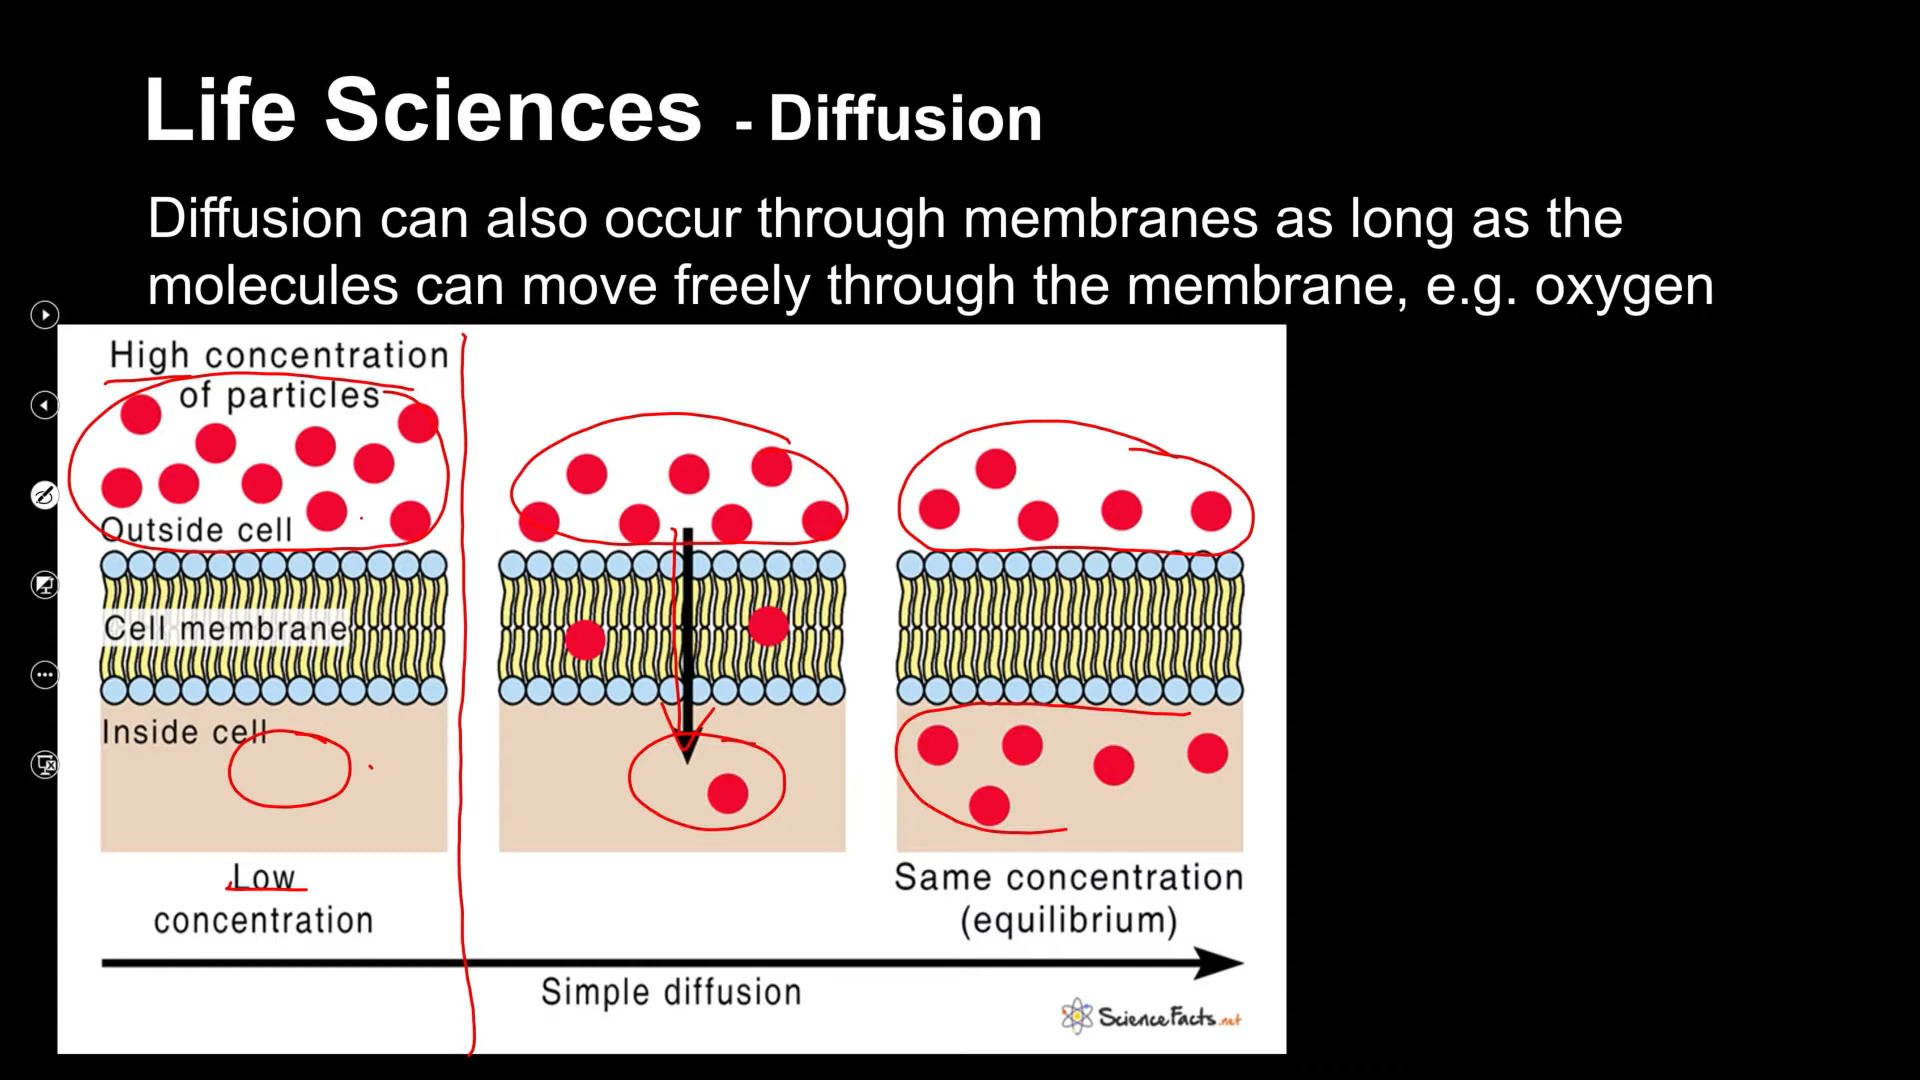 Life Sciences - Diffusion
Diffusion can also occur through membranes as long as the
molecules can move freely through the membrane, e.g. oxygen
High concentration
of particles
Outside cell
Cell membrane
Inside cell
Low
concentration
Same concentration
(equilibrium)
Simple diffusion
ScienceFacts.net